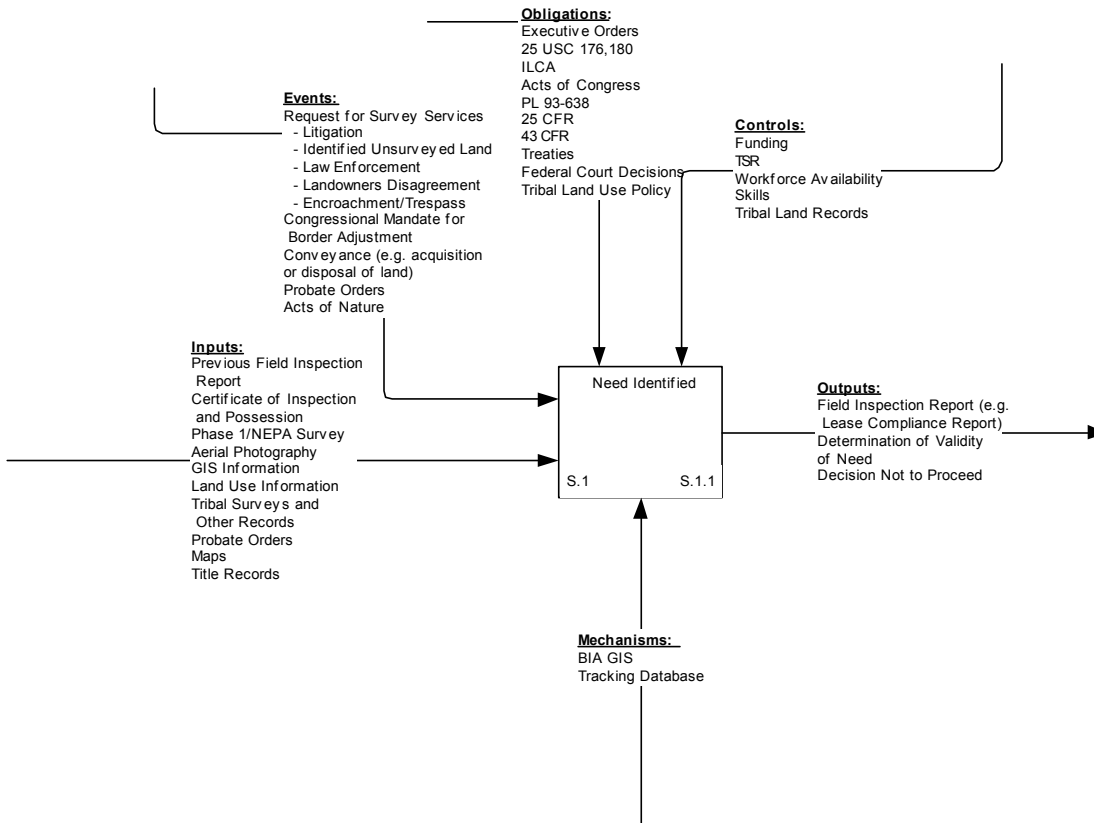 Obligations:
Executive Orders
25 USC 176,180
ILCA
Acts of Congress
PL 93-638
25 CFR
43 CFR
Treaties
Federal Court Decisions
Tribal Land Use Policy
Events:
Request for Survey Services
- Litigation
- Identified Unsurveyed Land
- Law Enforcement
- Landowners Disagreement
- Encroachment/Trespass
Congressional Mandate for
Border Adjustment
Conveyance (e.g. acquisition
or disposal of land)
Probate Orders
Acts of Nature
Controls:
Funding
TSR
Workforce Availability
Skills
Tribal Land Records
Inputs:
Previous Field Inspection
Report
Certificate of Inspection
and Possession
Phase 1/NEPA Survey
Aerial Photography
GIS Information
Land Use Information
Tribal Surveys and
Other Records
Probate Orders
Maps
Title Records
Need Identified
S.1 S.1.1
Outputs:
Field Inspection Report (e.g.
Lease Compliance Report)
Determination of Validity
of Need
Decision Not to Proceed
Mechanisms:
BIA GIS
Tracking Database